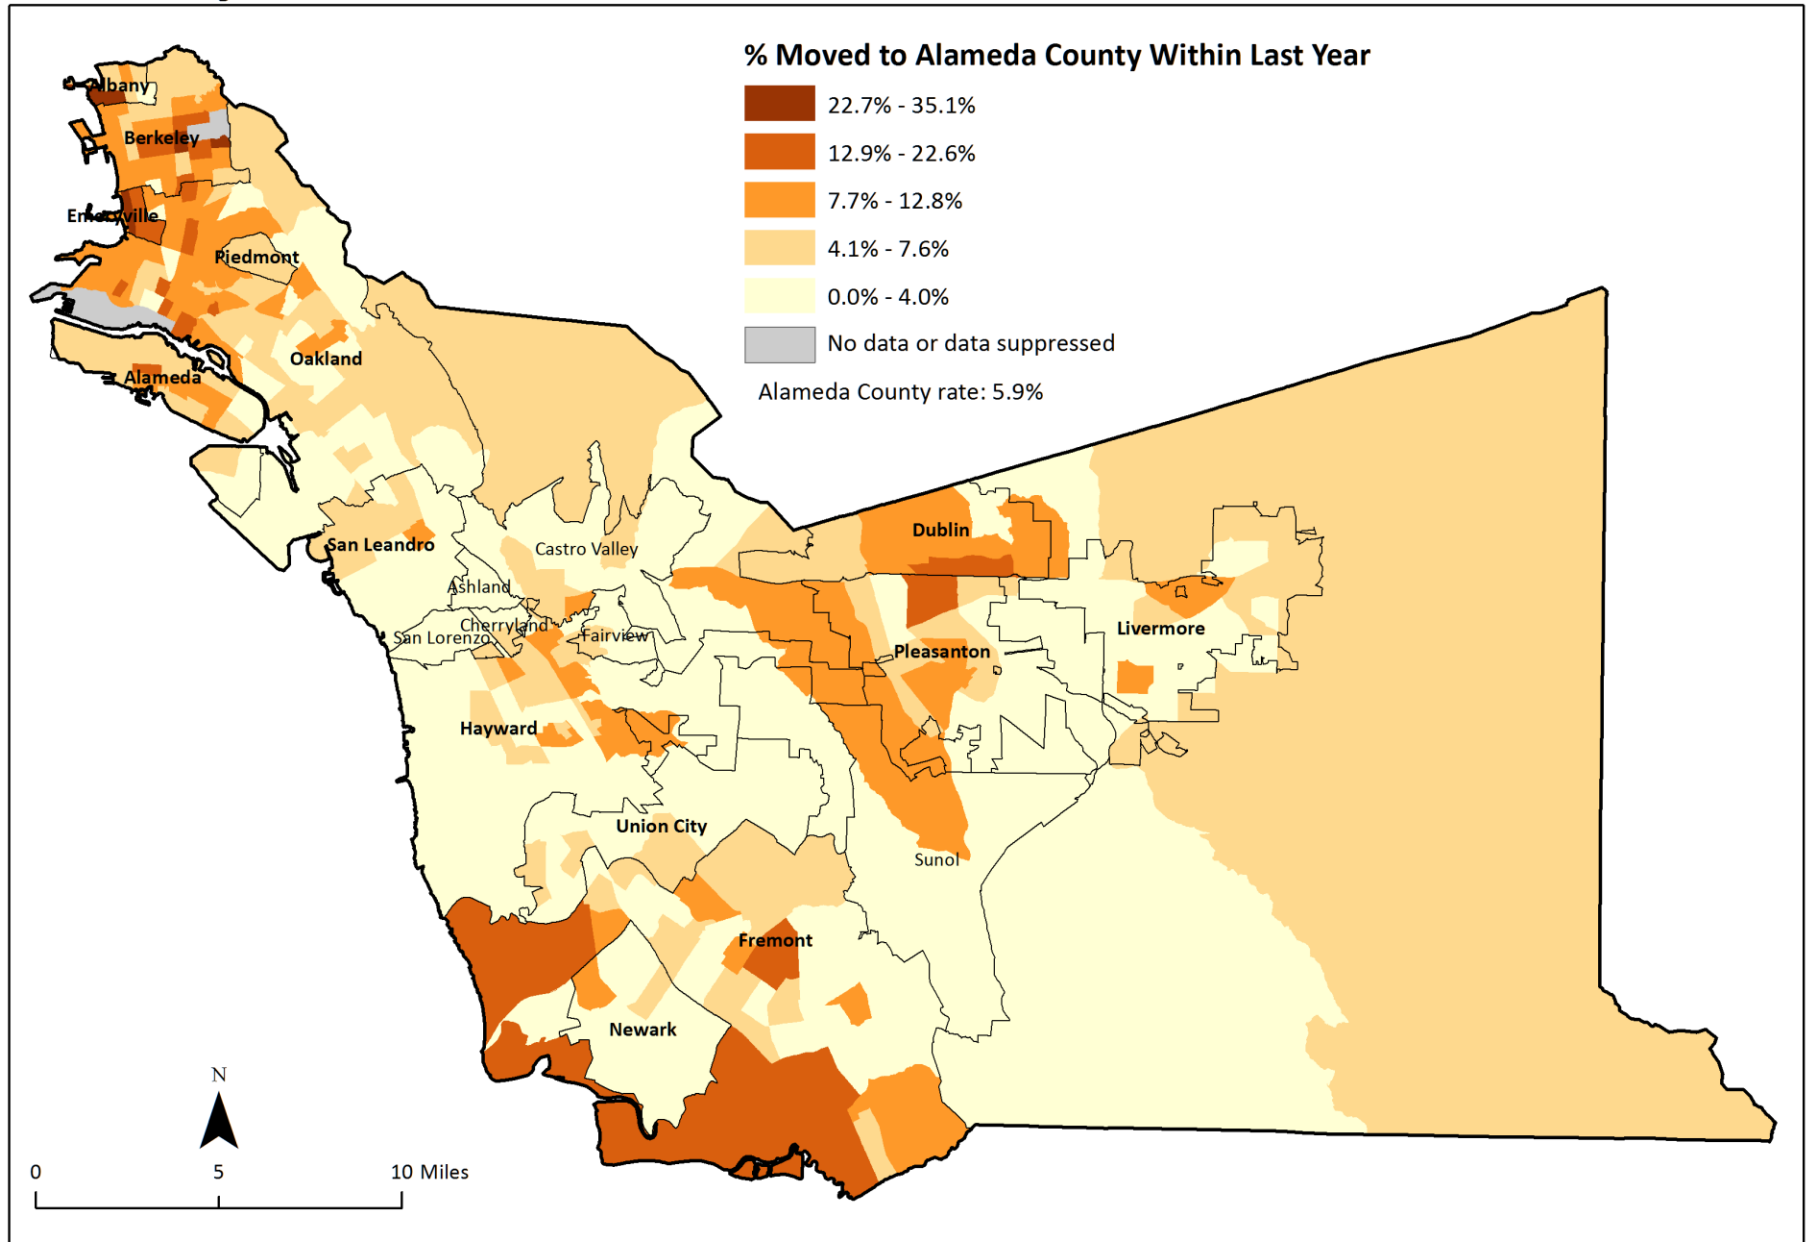 % Moved to Alameda County Within Last Year
22.7% - 35.1%
12.9% - 22.6%
7.7% - 12.8%
4.1% - 7.6%
0.0% - 4.0%
No data or data suppressed
Alameda County rate: 5.9%
Albany
Berkeley
Emeryville
Piedmont
Oakland
Alameda
San Leandro
Castro Valley
Dublin
Ashland
Cherryland
San Lorenzo
Fairview
Livermore
Pleasanton
Hayward
Union City
Sunol
Fremont
Newark
N
0 5 10 Miles